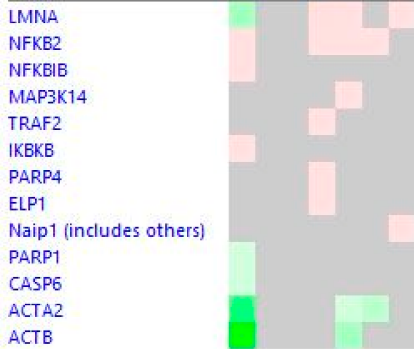 LMNA
NFKB2
NFKBIB
MAP3K14
TRAF2
IKBKB
PARP4
ELP1
Naip1 (includes others)
PARP1
CASP6
ACTA2
ACTB